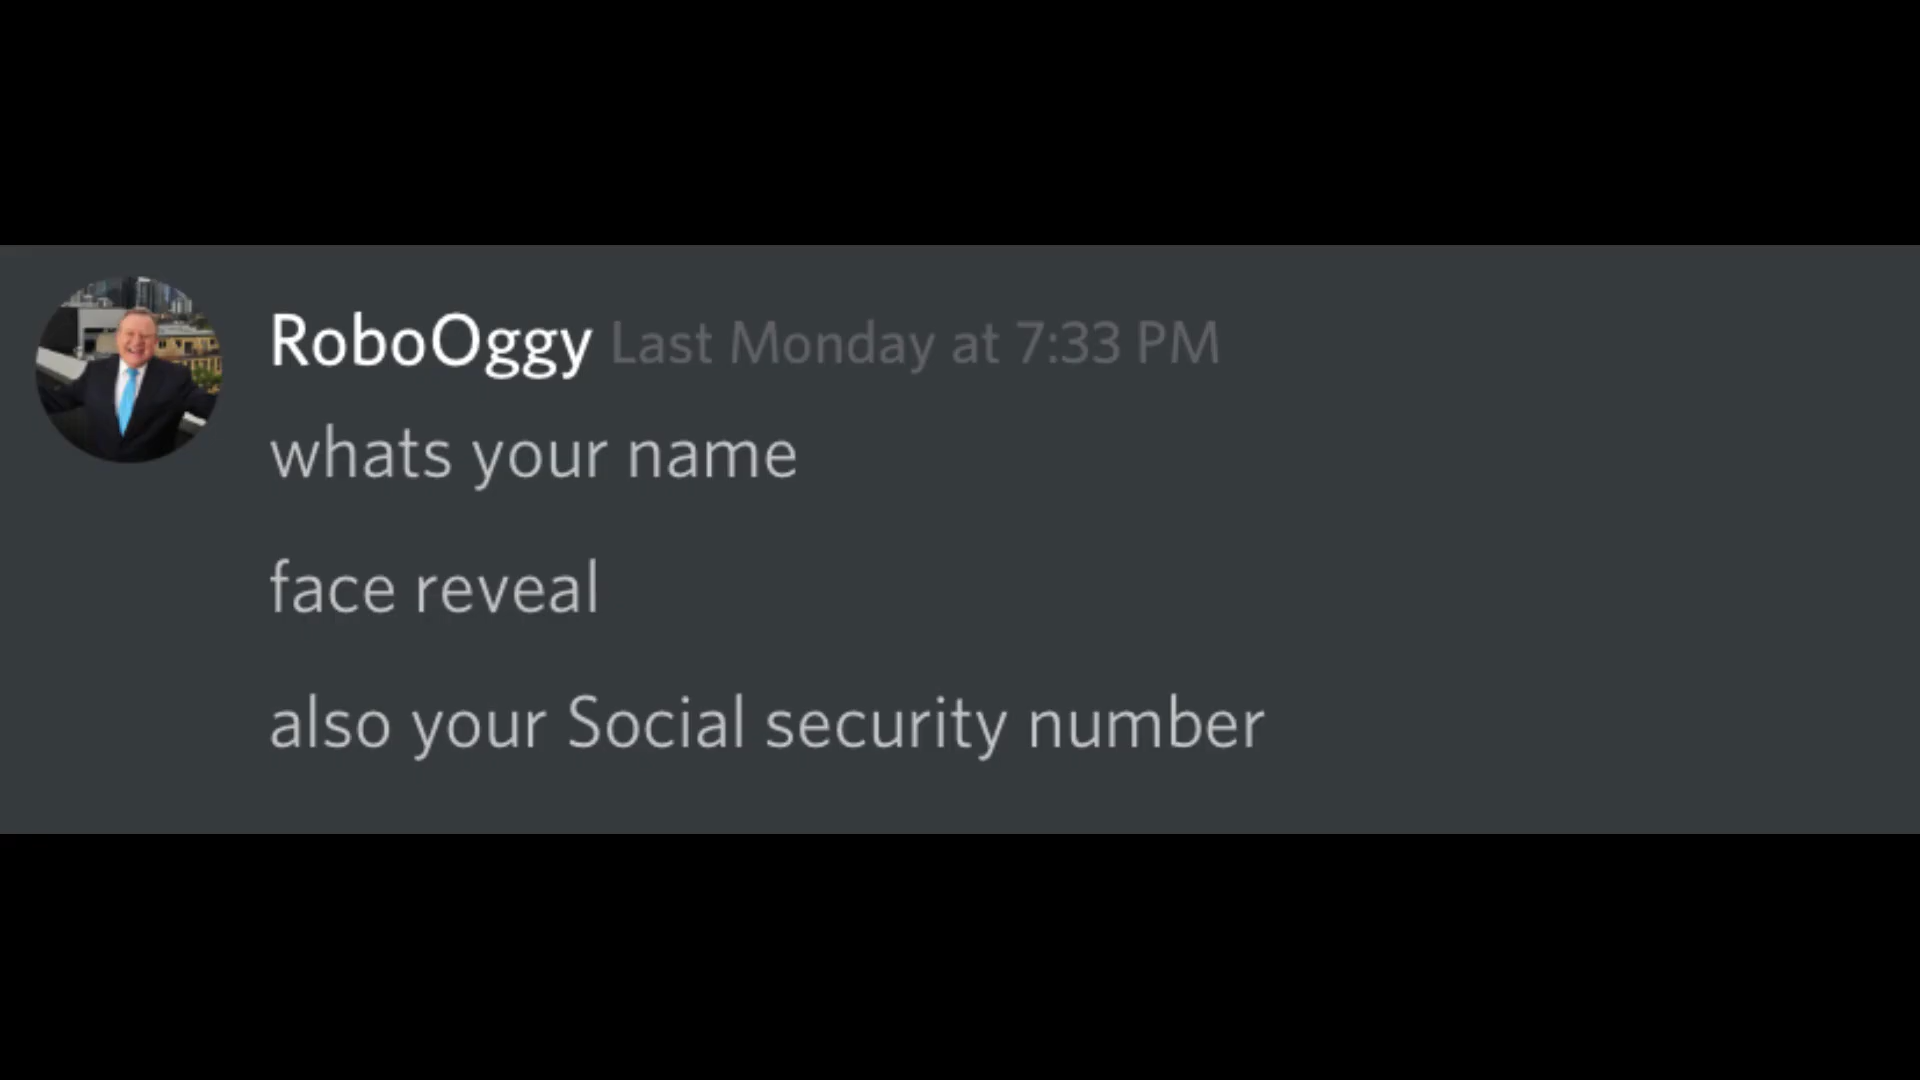 RoboOggy Last Monday at 7:33 PM
whats your name
face reveal
also your Social security number